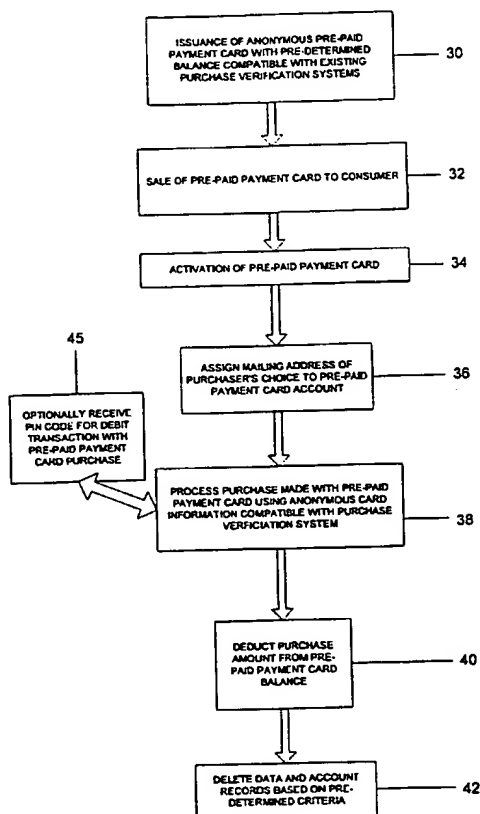 ISSUANCE OF ANONYMOUS PRE-PAID
PAYMENT CARD WITH PRE-DETERMINED
BALANCE COMPATIBLE WITH EXISTING
PURCHASE VERIFICATION SYSTEMS
30
SALE OF PRE-PAID PAYMENT CARD TO CONSUMER
32
ACTIVATION OF PRE-PAID PAYMENT CARD
34
ASSIGN MAILING ADDRESS OF
PURCHASER'S CHOICE TO PRE-PAID
PAYMENT CARD ACCOUNT
36
45
OPTIONALLY RECEIVE
PIN CODE FOR DEBIT
TRANSACTION WITH
PRE-PAID PAYMENT
CARD PURCHASE
PROCESS PURCHASE MADE WITH PRE-PAID
PAYMENT CARD USING ANONYMOUS CARD
INFORMATION COMPATIBLE WITH PURCHASE
VERFICIATION SYSTEM
38
DEDUCT PURCHASE
AMOUNT FROM PRE-
PAID PAYMENT CARD
BALANCE
40
DELETE DATA AND ACCOUNT
RECORDS BASED ON PRE-
DETERMINED CRITERIA
42